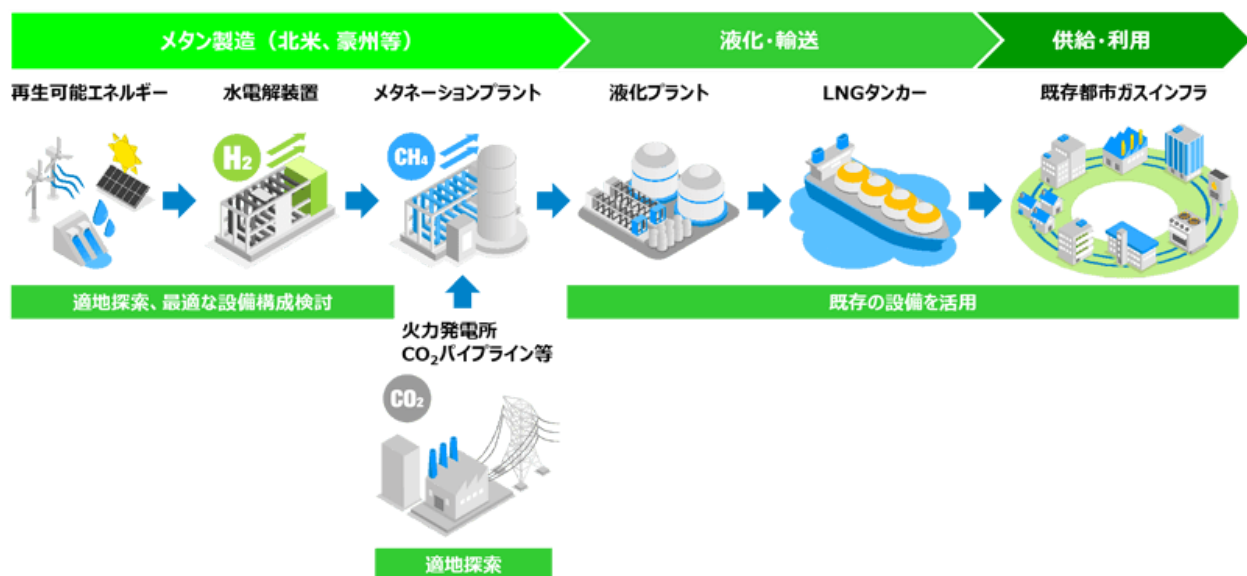 メタン製造（北米、豪州等）
液化・輸送
供給・利用
再生可能エネルギー
水電解装置
メタネーションプラント
液化プラント
LNGタンカー
既存都市ガスインフラ
H₂
CH₄
適地探索、最適な設備構成検討
既存の設備を活用
火力発電所
CO₂パイプライン等
CO₂
適地探索